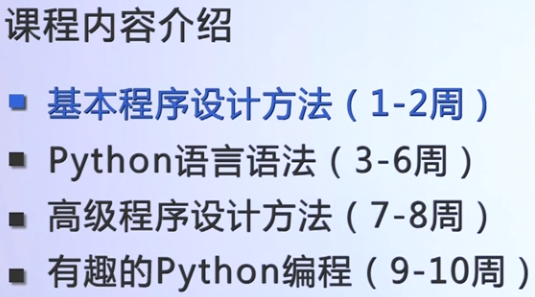 课程内容介绍
基本程序设计方法（1-2周）
Python语言语法（3-6周）
高级程序设计方法（7-8周）
有趣的Python编程（9-10周）